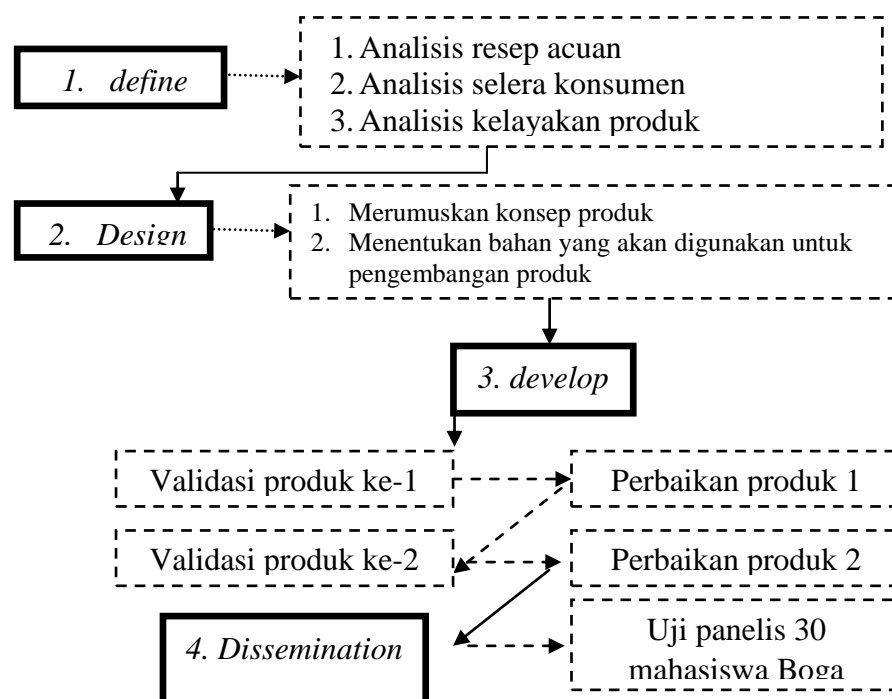 1. define
1. Analisis resep acuan
2. Analisis selera konsumen
3. Analisis kelayakan produk
2. Design
1. Merumuskan konsep produk
2. Menentukan bahan yang akan digunakan untuk
pengembangan produk
3. develop
Validasi produk ke-1
Perbaikan produk 1
Validasi produk ke-2
Perbaikan produk 2
4. Dissemination
Uji panelis 30
mahasiswa Boga